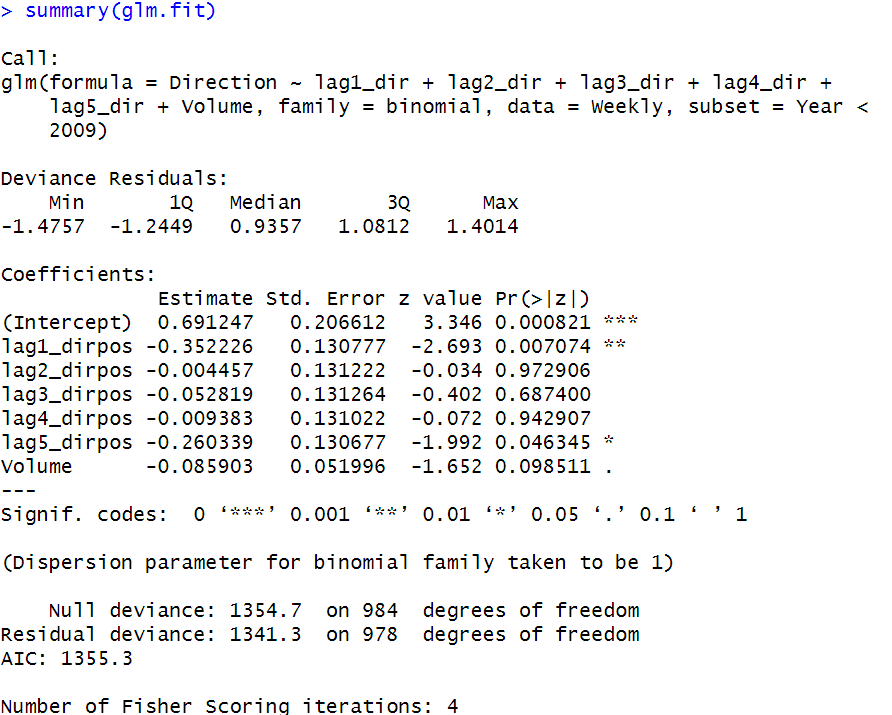 > summary(glm.fit)
Call:
glm(formula = Direction ~ lag1_dir + lag2_dir + lag3_dir + lag4_dir +
    lag5_dir + Volume, family = binomial, data = Weekly, subset = Year <
    2009)
Deviance Residuals:
    Min       1Q   Median       3Q      Max
-1.4757  -1.2449   0.9357   1.0812   1.4014
Coefficients:
             Estimate Std. Error z value Pr(>|z|)
(Intercept)  0.691247   0.206612   3.346 0.000821 ***
lag1_dirpos -0.352226   0.130777  -2.693 0.007074 **
lag2_dirpos -0.004457   0.131222  -0.034 0.972906
lag3_dirpos -0.052819   0.131264  -0.402 0.687400
lag4_dirpos -0.009383   0.131022  -0.072 0.942907
lag5_dirpos -0.260339   0.130677  -1.992 0.046345 *
Volume      -0.085903   0.051996  -1.652 0.098511 .
---
Signif. codes:  0 ‘***’ 0.001 ‘**’ 0.01 ‘*’ 0.05 ‘.’ 0.1 ‘ ’ 1
(Dispersion parameter for binomial family taken to be 1)
    Null deviance: 1354.7  on 984  degrees of freedom
Residual deviance: 1341.3  on 978  degrees of freedom
AIC: 1355.3
Number of Fisher Scoring iterations: 4